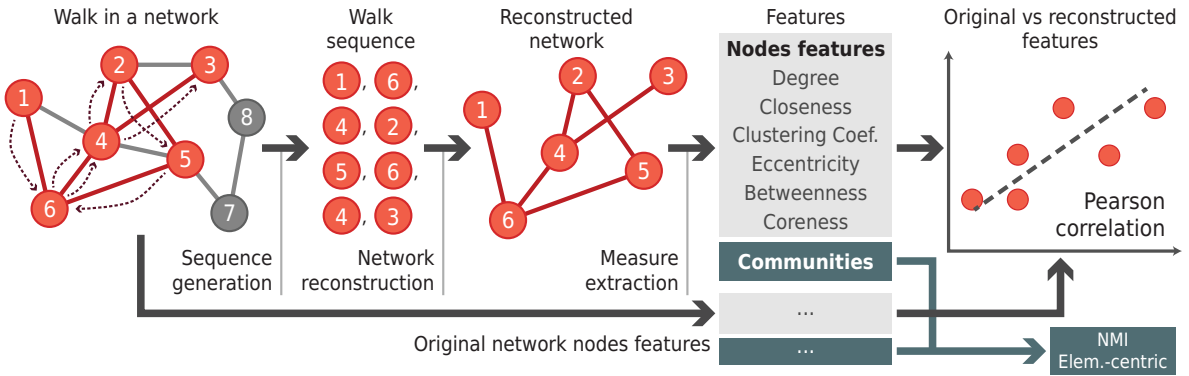 Walk in a network
1
2
3
4
5
6
7
8
Sequence
generation
Walk
sequence
1, 6,
4, 2,
5, 6,
4, 3
Network
reconstruction
Reconstructed
network
1
2
3
4
5
6
Measure
extraction
Features
Nodes features
Degree
Closeness
Clustering Coef.
Eccentricity
Betweenness
Coreness
Communities
...
...
Original network nodes features
Original vs reconstructed
features
Pearson
correlation
NMI
Elem.-centric